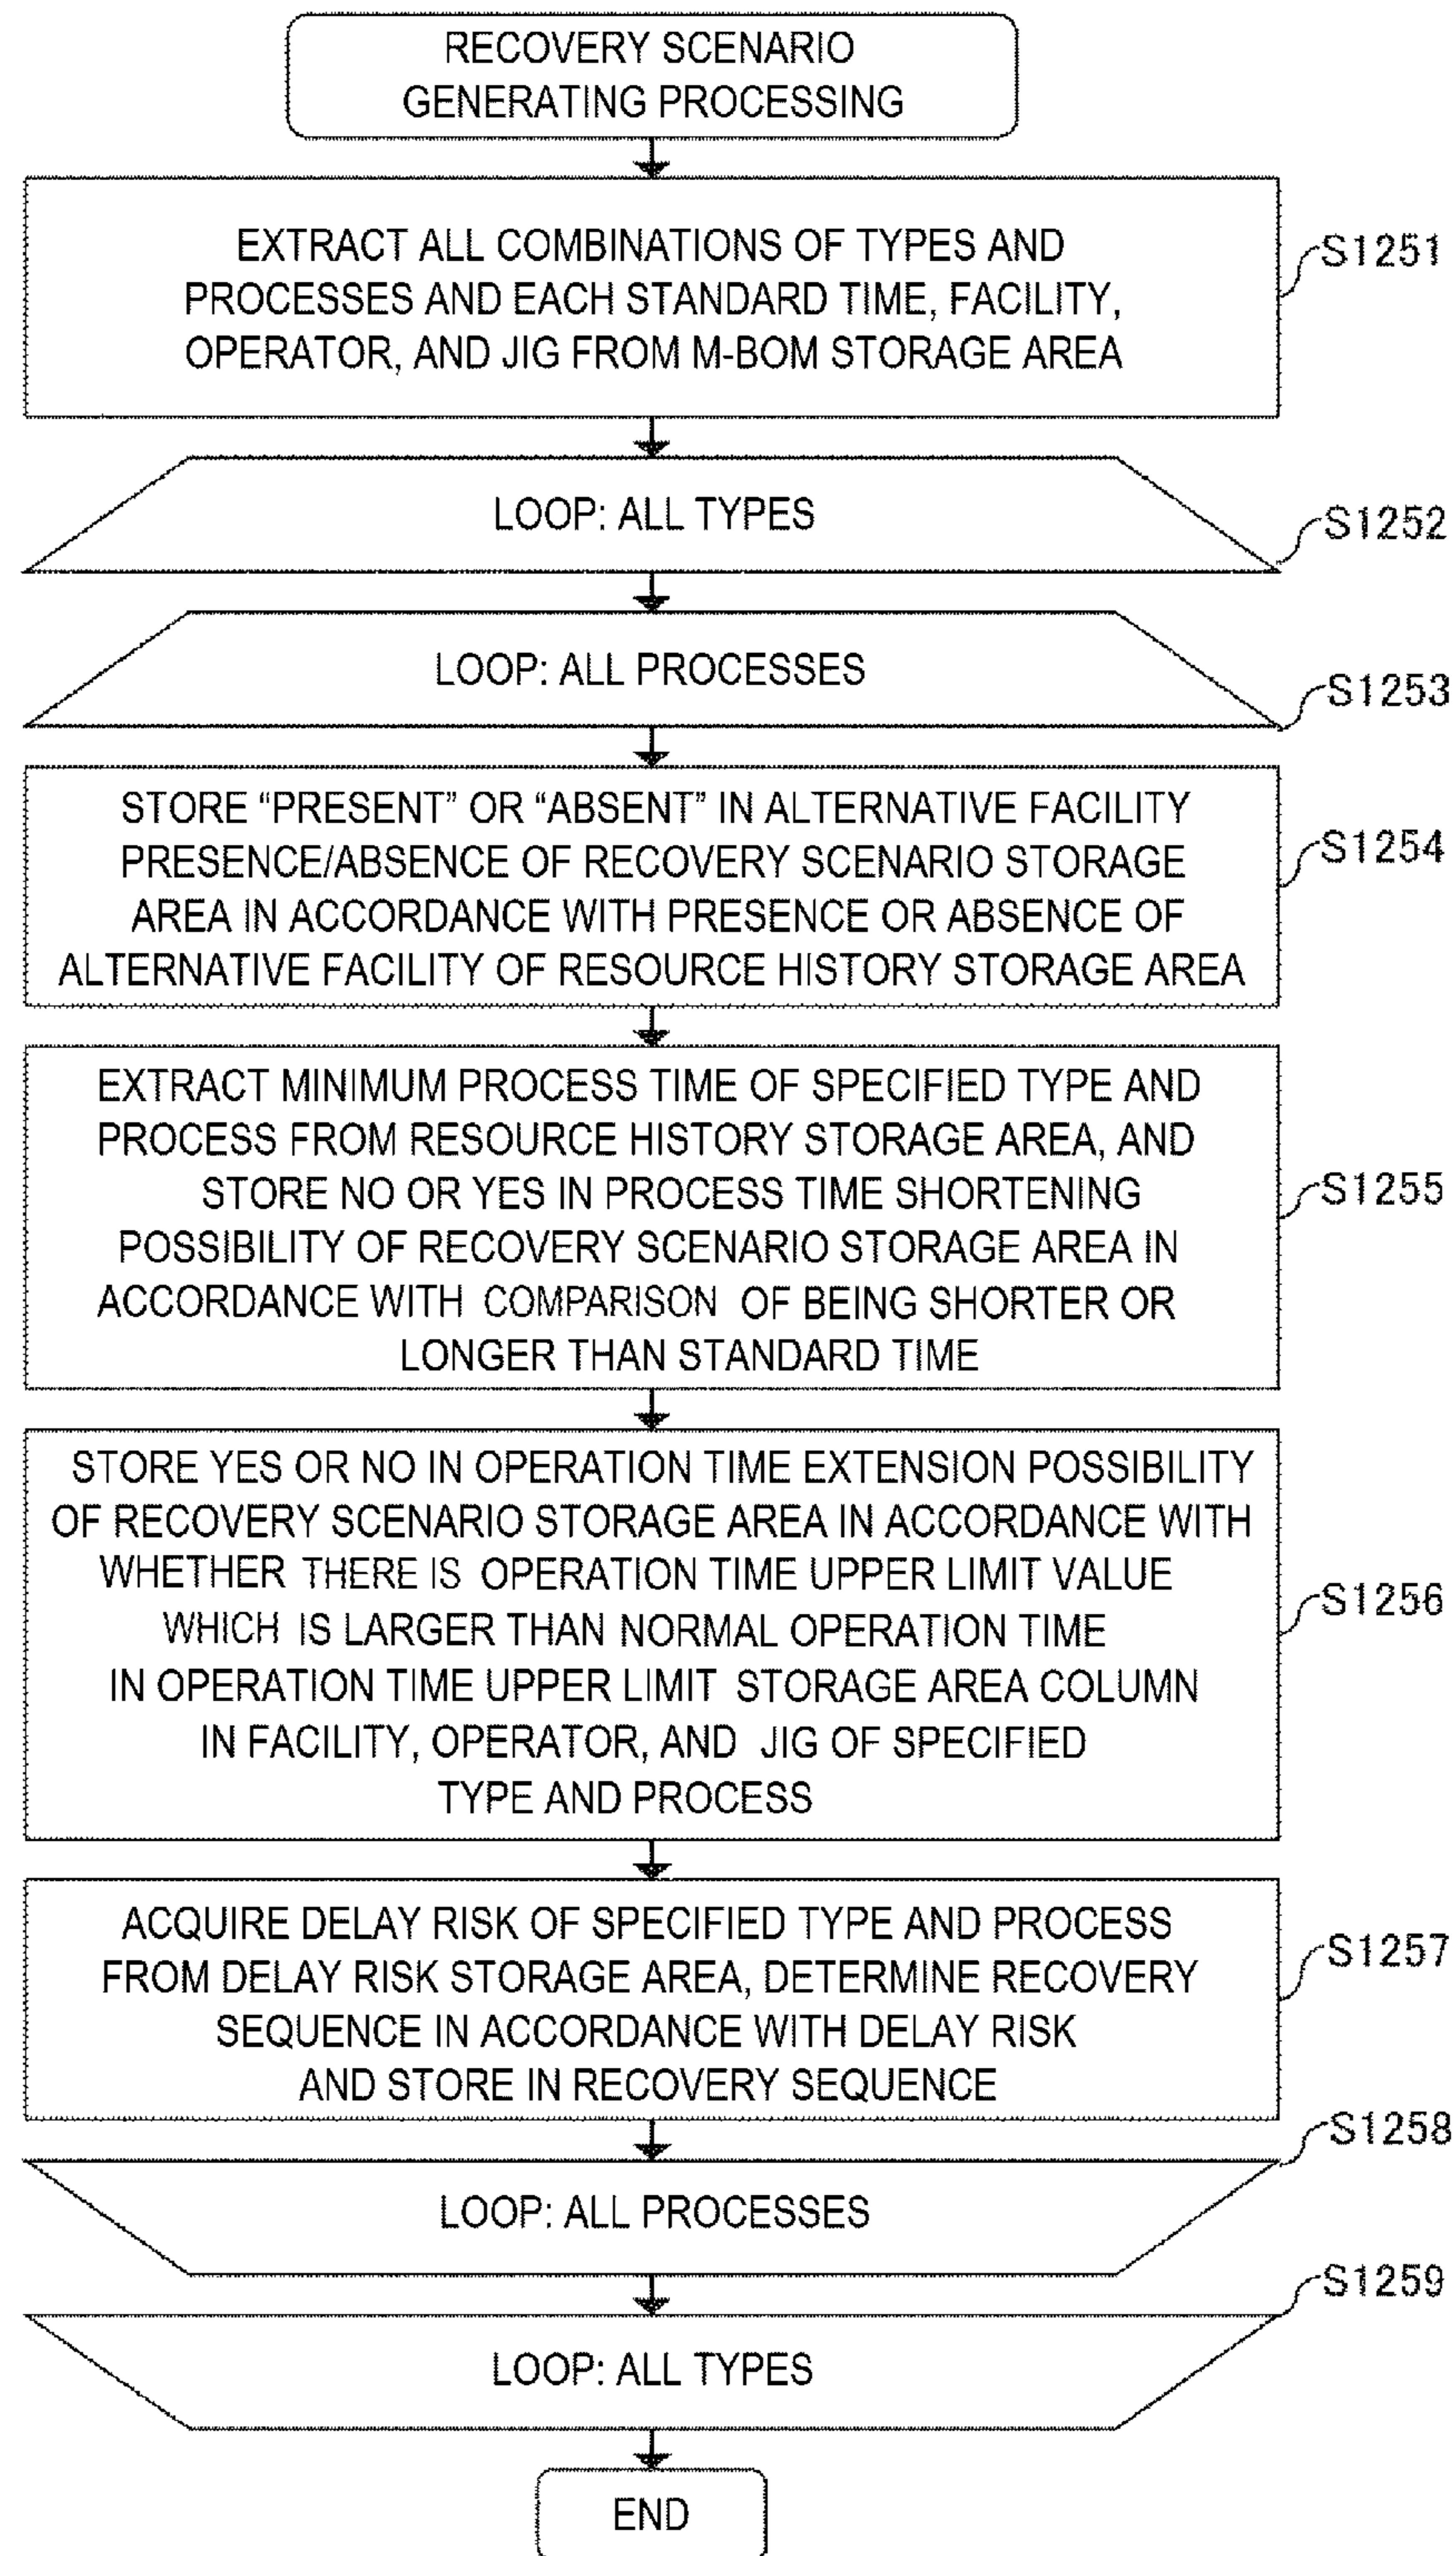 RECOVERY SCENARIO
GENERATING PROCESSING
EXTRACT ALL COMBINATIONS OF TYPES AND
PROCESSES AND EACH STANDARD TIME, FACILITY,
OPERATOR, AND JIG FROM M-BOM STORAGE AREA
S1251
LOOP: ALL TYPES
S1252
LOOP: ALL PROCESSES
S1253
STORE “PRESENT” OR “ABSENT” IN ALTERNATIVE FACILITY
PRESENCE/ABSENCE OF RECOVERY SCENARIO STORAGE
AREA IN ACCORDANCE WITH PRESENCE OR ABSENCE OF
ALTERNATIVE FACILITY OF RESOURCE HISTORY STORAGE AREA
S1254
EXTRACT MINIMUM PROCESS TIME OF SPECIFIED TYPE AND
PROCESS FROM RESOURCE HISTORY STORAGE AREA, AND
STORE NO OR YES IN PROCESS TIME SHORTENING
POSSIBILITY OF RECOVERY SCENARIO STORAGE AREA IN
ACCORDANCE WITH COMPARISON OF BEING SHORTER OR
LONGER THAN STANDARD TIME
S1255
STORE YES OR NO IN OPERATION TIME EXTENSION POSSIBILITY
OF RECOVERY SCENARIO STORAGE AREA IN ACCORDANCE WITH
WHETHER THERE IS OPERATION TIME UPPER LIMIT VALUE
WHICH IS LARGER THAN NORMAL OPERATION TIME
IN OPERATION TIME UPPER LIMIT STORAGE AREA COLUMN
IN FACILITY, OPERATOR, AND JIG OF SPECIFIED
TYPE AND PROCESS
S1256
ACQUIRE DELAY RISK OF SPECIFIED TYPE AND PROCESS
FROM DELAY RISK STORAGE AREA, DETERMINE RECOVERY
SEQUENCE IN ACCORDANCE WITH DELAY RISK
AND STORE IN RECOVERY SEQUENCE
S1257
LOOP: ALL PROCESSES
S1258
LOOP: ALL TYPES
S1259
END